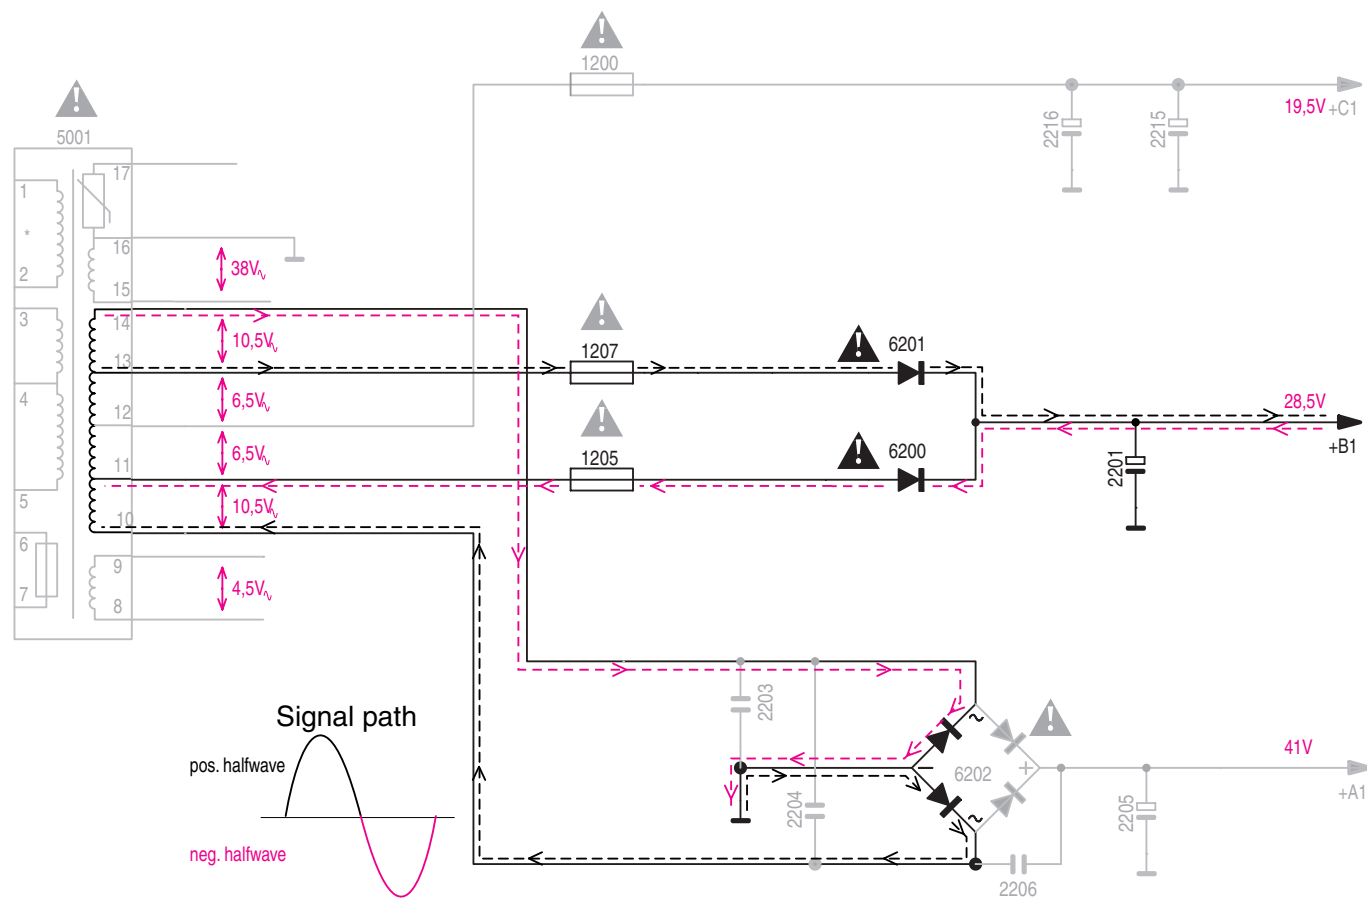 !
1200
!
5001
2216
2215
19,5V
+C1
17
1
*
2
16
38V~
15
3
14
10,5V~
!
1207
!
6201
13
4
6,5V~
12
28,5V
+B1
!
1205
!
6200
6,5V~
11
2201
5
10,5V~
10
6
9
4,5V~
7
8
2203
~
!
Signal path
pos. halfwave
−
6202
+
41V
+A1
2204
~
2205
neg. halfwave
2206